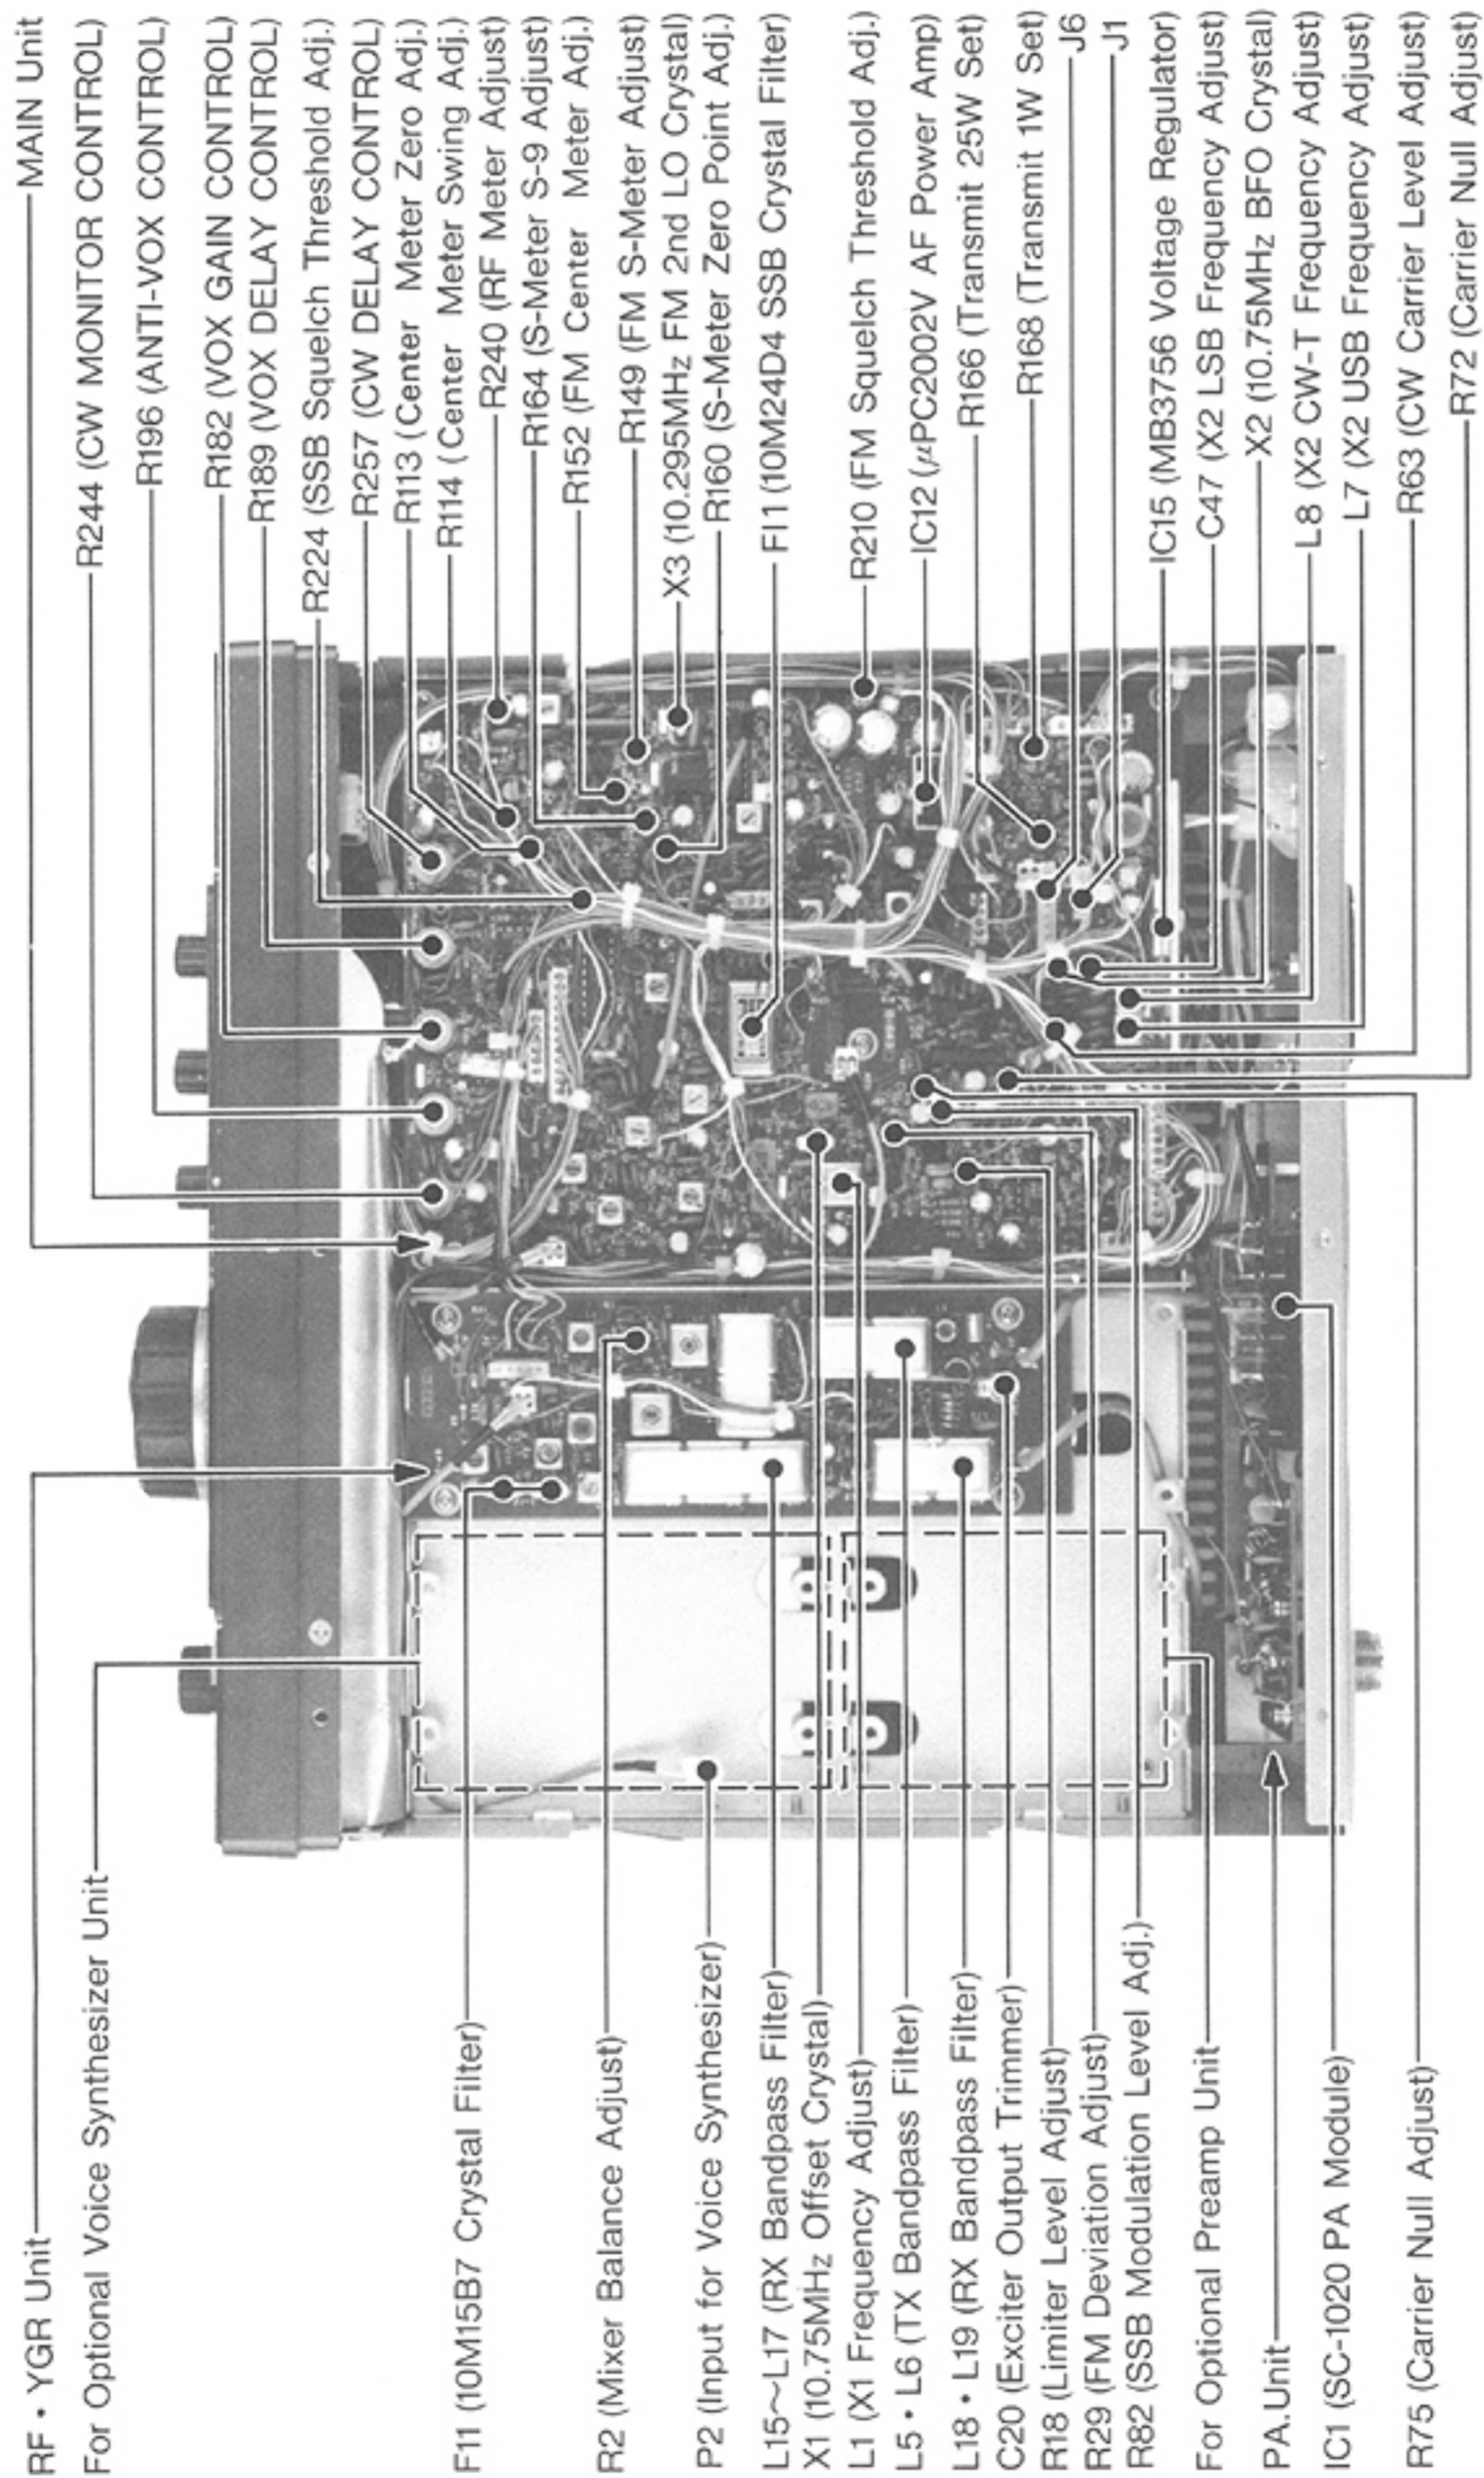 MAIN Unit
R244 (CW MONITOR CONTROL)
R196 (ANTI-VOX CONTROL)
R182 (VOX GAIN CONTROL)
R189 (VOX DELAY CONTROL)
R224 (SSB Squelch Threshold Adj.)
R257 (CW DELAY CONTROL)
R113 (Center Meter Zero Adj.)
R114 (Center Meter Swing Adj.)
R240 (RF Meter Adjust)
R164 (S-Meter S-9 Adjust)
R152 (FM Center Meter Adj.)
R149 (FM S-Meter Adjust)
X3 (10.295MHz FM 2nd LO Crystal)
R160 (S-Meter Zero Point Adj.)
FI1 (10M24D4 SSB Crystal Filter)
R210 (FM Squelch Threshold Adj.)
IC12 (μPC2002V AF Power Amp)
R166 (Transmit 25W Set)
R168 (Transmit 1W Set)
J6
J1
IC15 (MB3756 Voltage Regulator)
C47 (X2 LSB Frequency Adjust)
X2 (10.75MHz BFO Crystal)
L8 (X2 CW-T Frequency Adjust)
L7 (X2 USB Frequency Adjust)
R63 (CW Carrier Level Adjust)
R72 (Carrier Null Adjust)
RF • YGR Unit
For Optional Voice Synthesizer Unit
F11 (10M15B7 Crystal Filter)
R2 (Mixer Balance Adjust)
P2 (Input for Voice Synthesizer)
L15~L17 (RX Bandpass Filter)
X1 (10.75MHz Offset Crystal)
L1 (X1 Frequency Adjust)
L5 • L6 (TX Bandpass Filter)
L18 • L19 (RX Bandpass Filter)
C20 (Exciter Output Trimmer)
R18 (Limiter Level Adjust)
R29 (FM Deviation Adjust)
R82 (SSB Modulation Level Adj.)
For Optional Preamp Unit
PA.Unit
IC1 (SC-1020 PA Module)
R75 (Carrier Null Adjust)